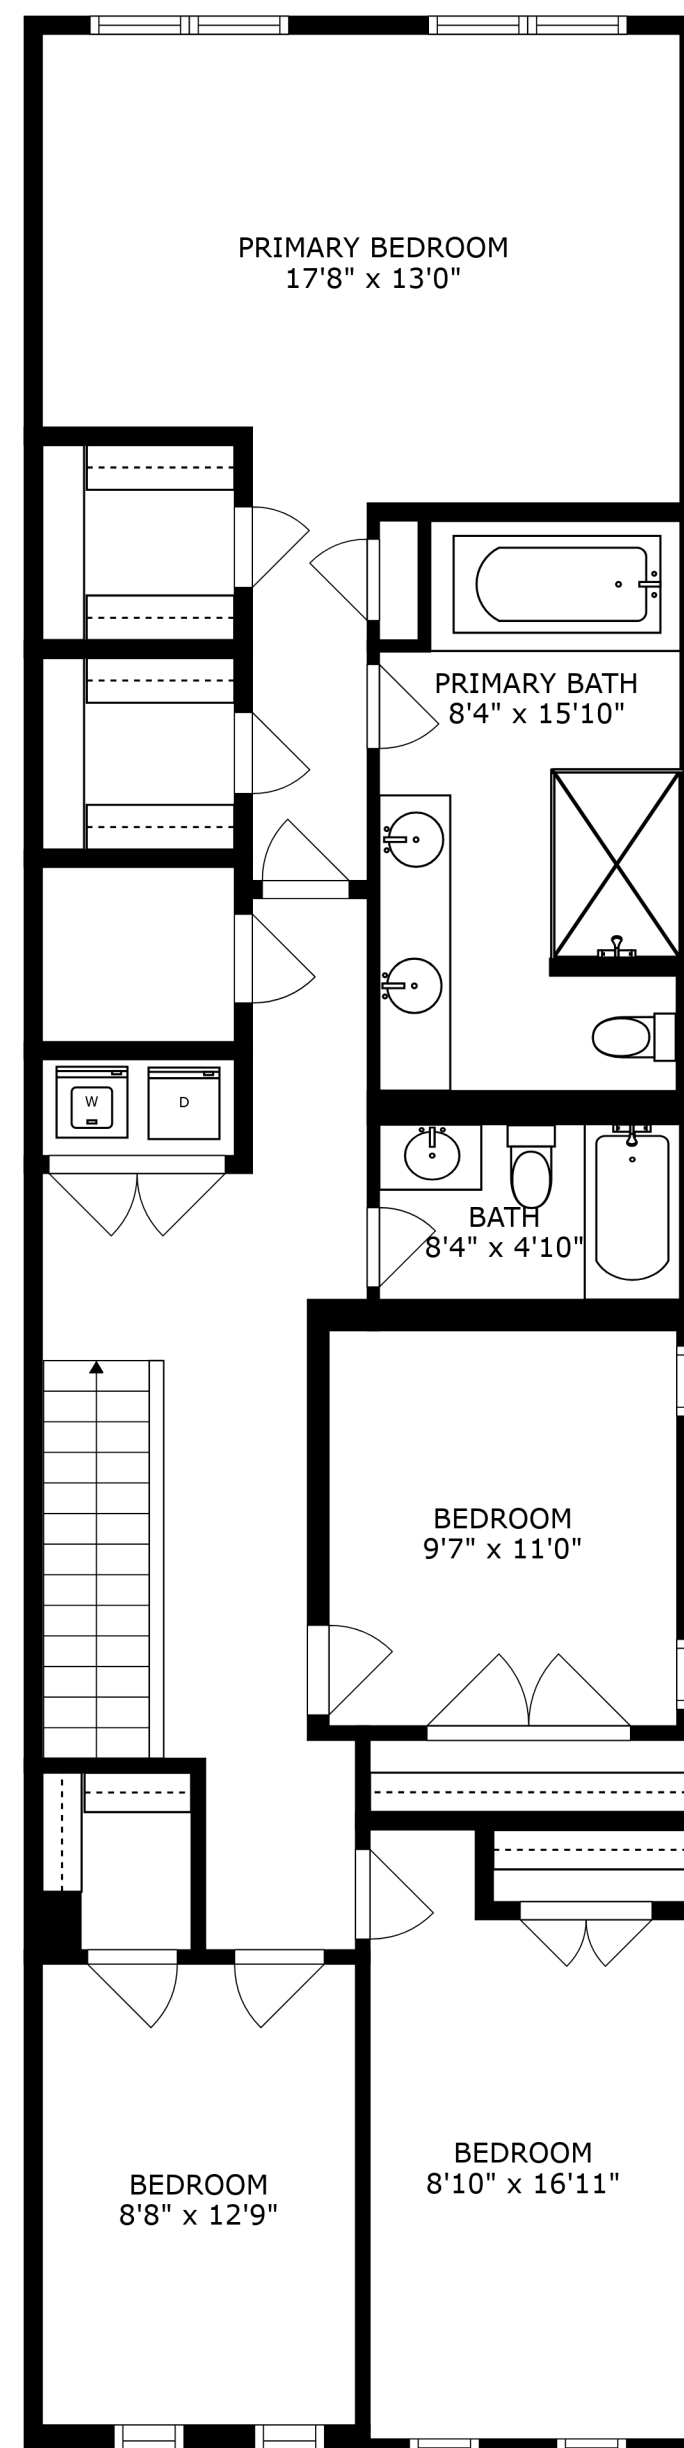 PRIMARY BEDROOM
17'8" x 13'0"
PRIMARY BATH
8'4" x 15'10"
W
D
BATH
8'4" x 4'10"
BEDROOM
9'7" x 11'0"
BEDROOM
8'10" x 16'11"
BEDROOM
8'8" x 12'9"